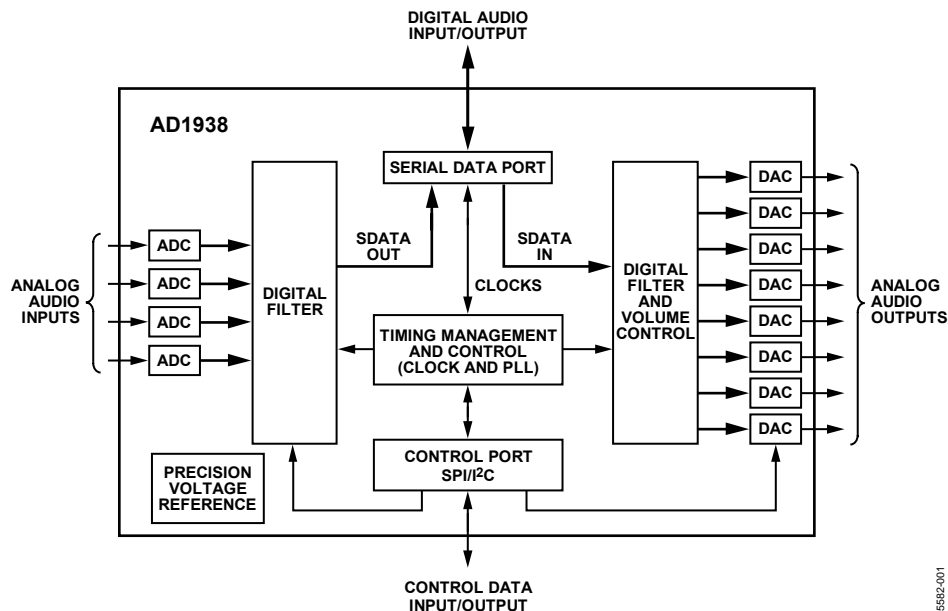 DIGITAL AUDIO
INPUT/OUTPUT
AD1938
SERIAL DATA PORT
SDATA
OUT
SDATA
IN
CLOCKS
ADC
ADC
ADC
ADC
ANALOG
AUDIO
INPUTS
DIGITAL
FILTER
TIMING MANAGEMENT
AND CONTROL
(CLOCK AND PLL)
DIGITAL
FILTER
AND
VOLUME
CONTROL
DAC
DAC
DAC
DAC
DAC
DAC
DAC
DAC
ANALOG
AUDIO
OUTPUTS
PRECISION
VOLTAGE
REFERENCE
CONTROL PORT
SPI/I²C
CONTROL DATA
INPUT/OUTPUT
5582-001